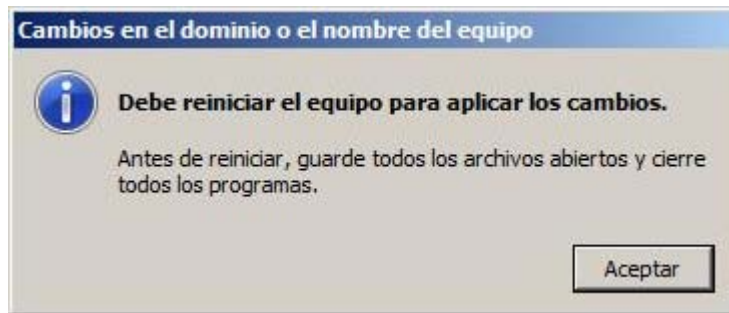 Cambios en el dominio o el nombre del equipo
Debe reiniciar el equipo para aplicar los cambios.
Antes de reiniciar, guarde todos los archivos abiertos y cierre
todos los programas.
Aceptar